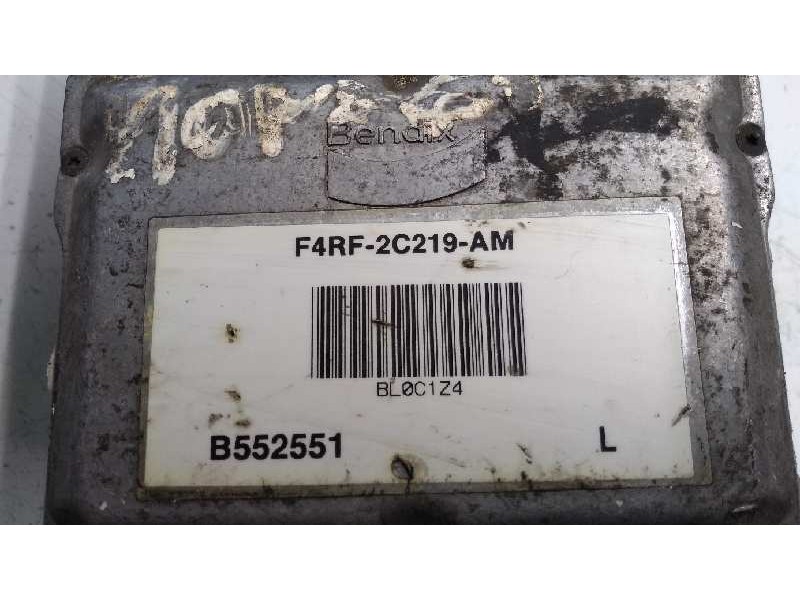 Bendix
F4RF-2C219-AM
BL0C1Z4
B552551 L